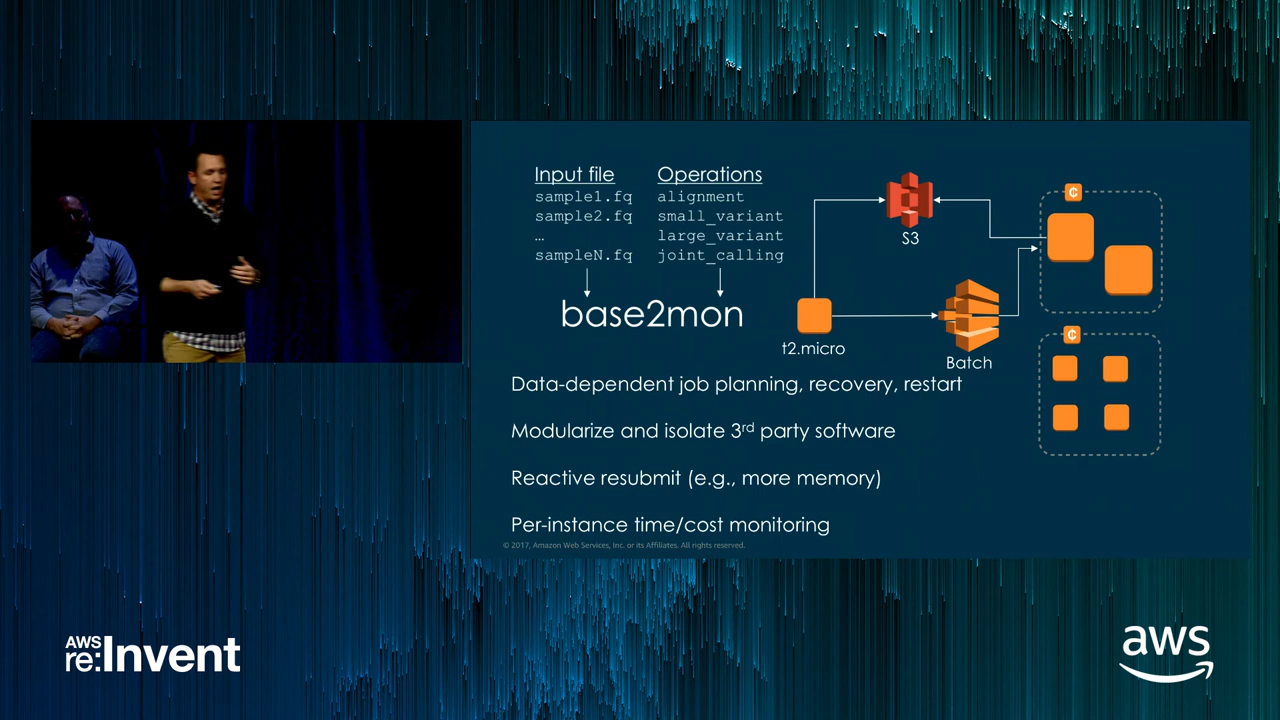 Input file
sample1.fq
sample2.fq
…
sampleN.fq
Operations
alignment
small_variant
large_variant
joint_calling
base2mon
S3
t2.micro
Batch
¢
¢
Data-dependent job planning, recovery, restart
Modularize and isolate 3rd party software
Reactive resubmit (e.g., more memory)
Per-instance time/cost monitoring
© 2017, Amazon Web Services, Inc. or its Affiliates. All rights reserved.
AWS
re:Invent
aws